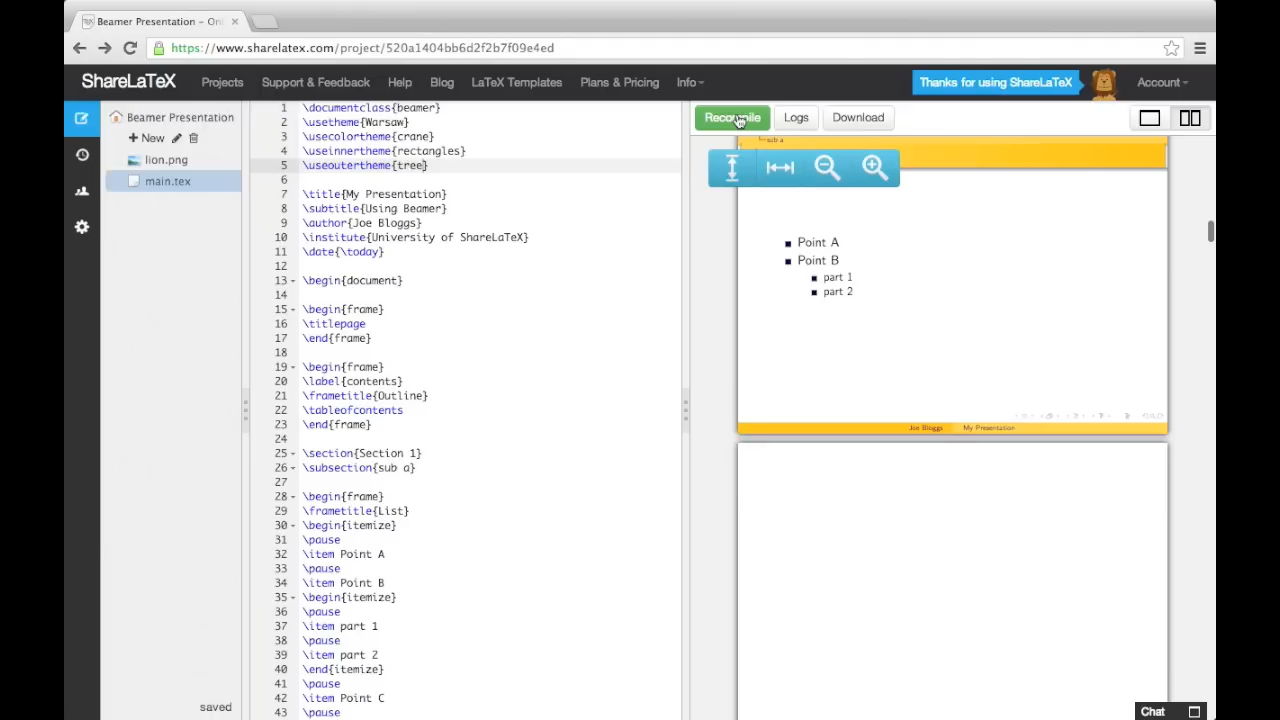 Beamer Presentation – Onl
https://www.sharelatex.com/project/520a1404bb6d2f2b7f09e4ed
ShareLaTeX Projects Support & Feedback Help Blog LaTeX Templates Plans & Pricing Info Thanks for using ShareLaTeX Account
Beamer Presentation
New
lion.png
main.tex
saved
1 \documentclass{beamer}
2 \usetheme{Warsaw}
3 \usecolortheme{crane}
4 \useinnertheme{rectangles}
5 \useoutertheme{tree}
6
7 \title{My Presentation}
8 \subtitle{Using Beamer}
9 \author{Joe Bloggs}
10 \institute{University of ShareLaTeX}
11 \date{\today}
12
13 \begin{document}
14
15 \begin{frame}
16 \titlepage
17 \end{frame}
18
19 \begin{frame}
20 \label{contents}
21 \frametitle{Outline}
22 \tableofcontents
23 \end{frame}
24
25 \section{Section 1}
26 \subsection{sub a}
27
28 \begin{frame}
29 \frametitle{List}
30 \begin{itemize}
31 \pause
32 \item Point A
33 \pause
34 \item Point B
35 \begin{itemize}
36 \pause
37 \item part 1
38 \pause
39 \item part 2
40 \end{itemize}
41 \pause
42 \item Point C
43 \pause
Recompile Logs Download
sub a
Point A
Point B
part 1
part 2
Joe Bloggs My Presentation
Chat